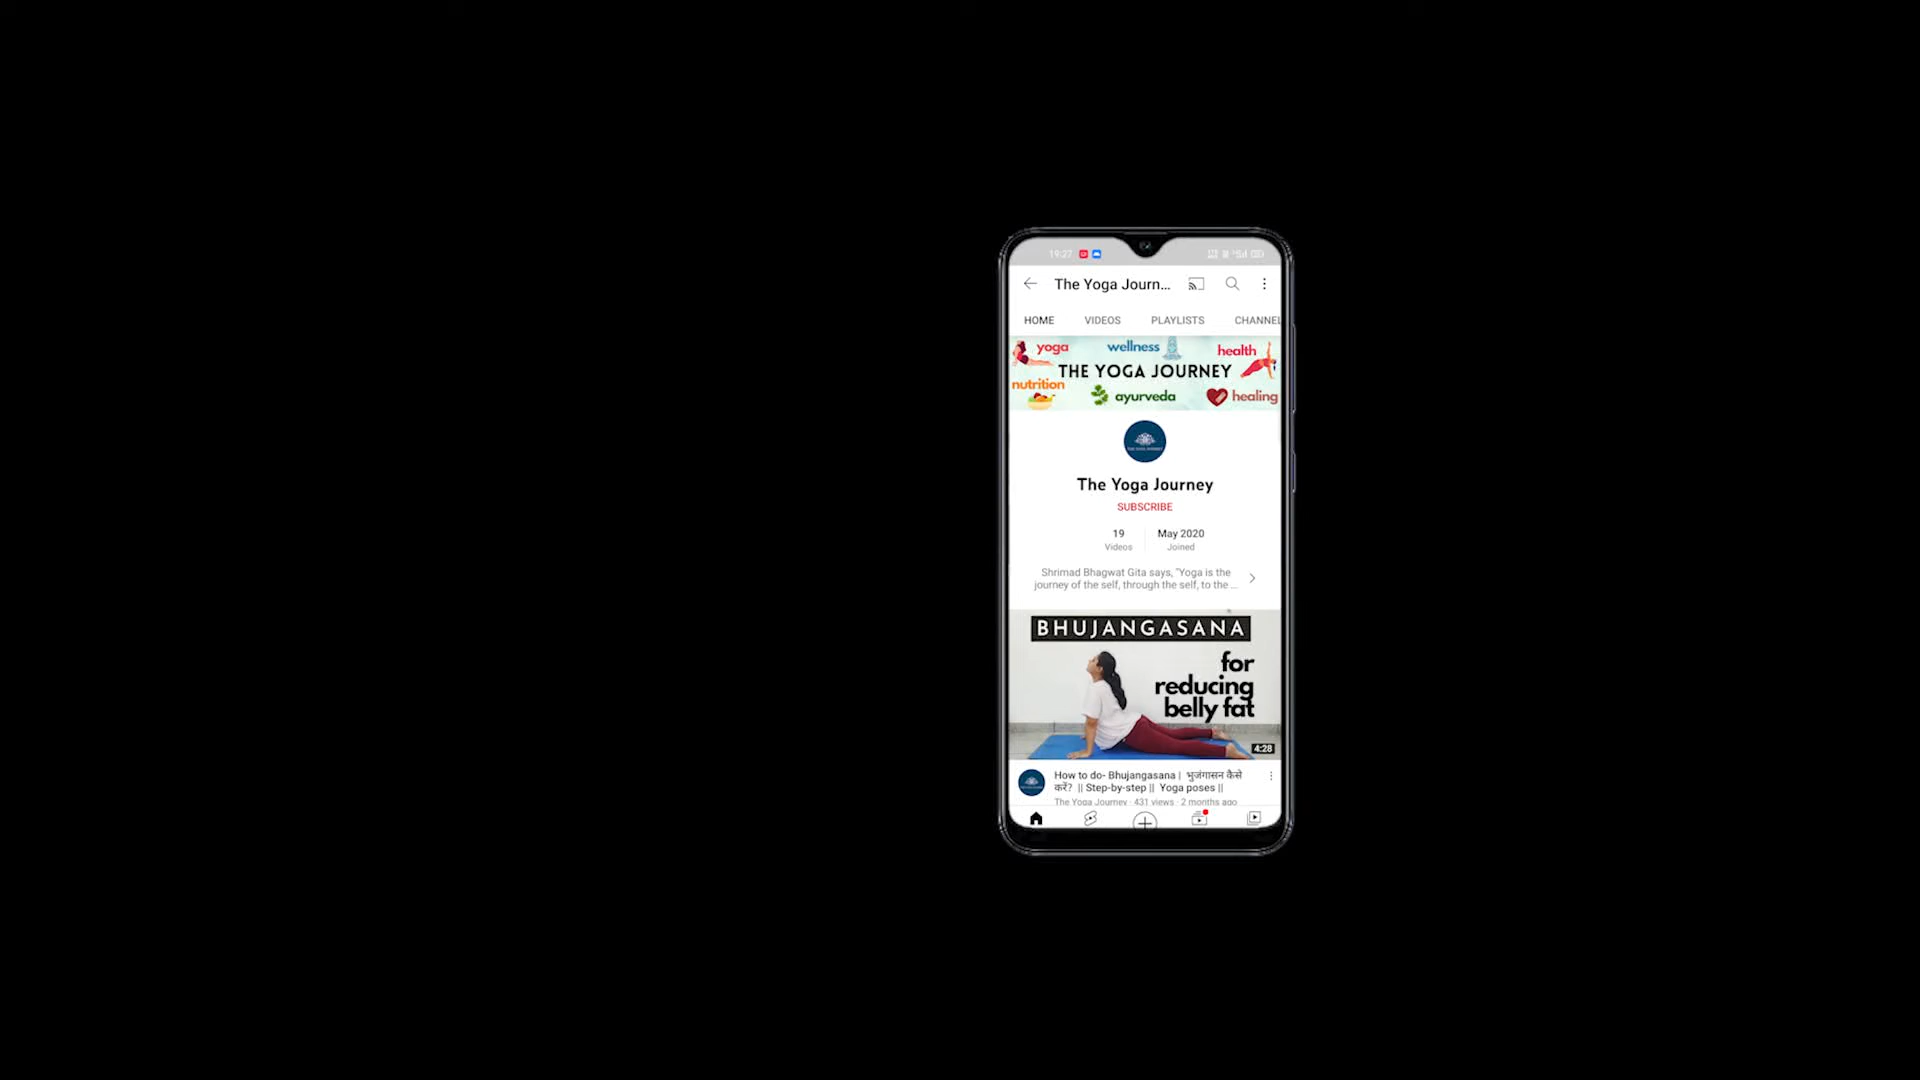 19:27
The Yoga Journ...
HOME VIDEOS PLAYLISTS CHANNEL
yoga wellness health
THE YOGA JOURNEY
nutrition ayurveda healing
The Yoga Journey
SUBSCRIBE
19 May 2020
Videos Joined
Shrimad Bhagwat Gita says, "Yoga is the
journey of the self, through the self, to the ...
BHUJANGASANA
for
reducing
belly fat
4:28
How to do- Bhujangasana | भुजंगासन कैसे
करें? || Step-by-step || Yoga poses ||
The Yoga Journey · 431 views · 2 months ago